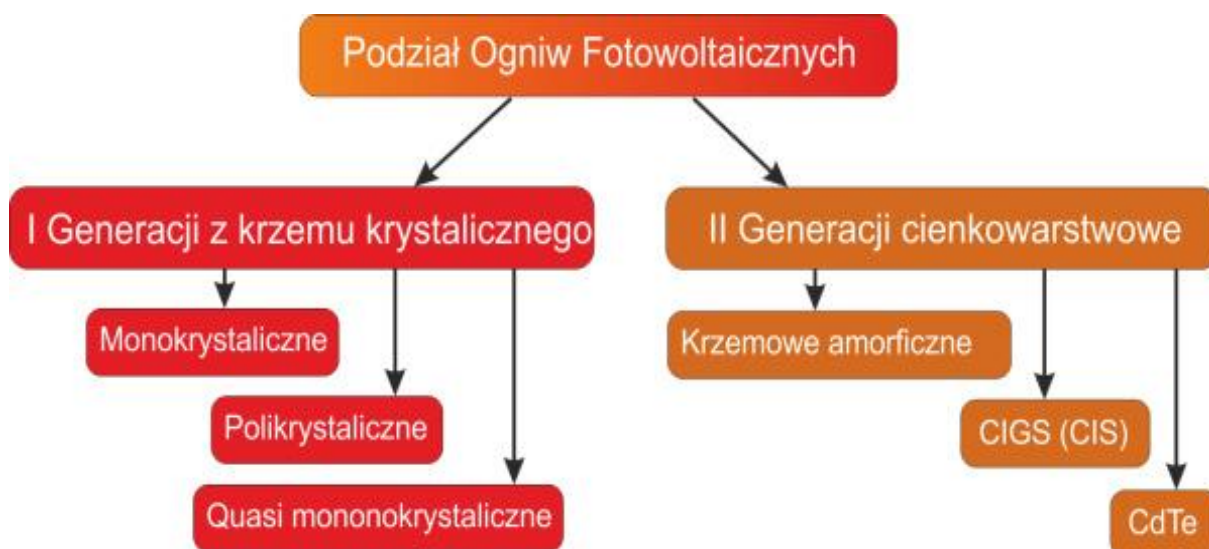 Podział Ogniw Fotowoltaicznych
I Generacji z krzemu krystalicznego
II Generacji cienkowarstwowe
Monokrystaliczne
Krzemowe amorficzne
Polikrystaliczne
CIGS (CIS)
Quasi mononokrystaliczne
CdTe